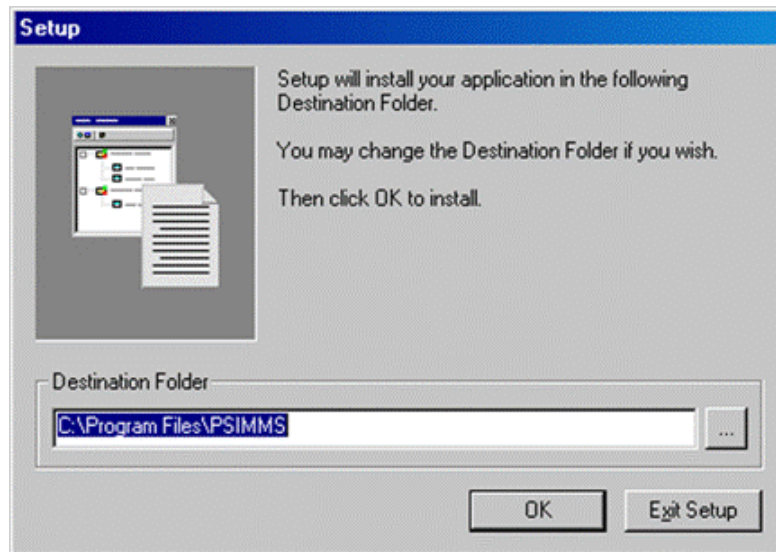 Setup
Setup will install your application in the following
Destination Folder.
You may change the Destination Folder if you wish.
Then click OK to install.
Destination Folder
C:\Program Files\PSIMMS
...
OK
Exit Setup